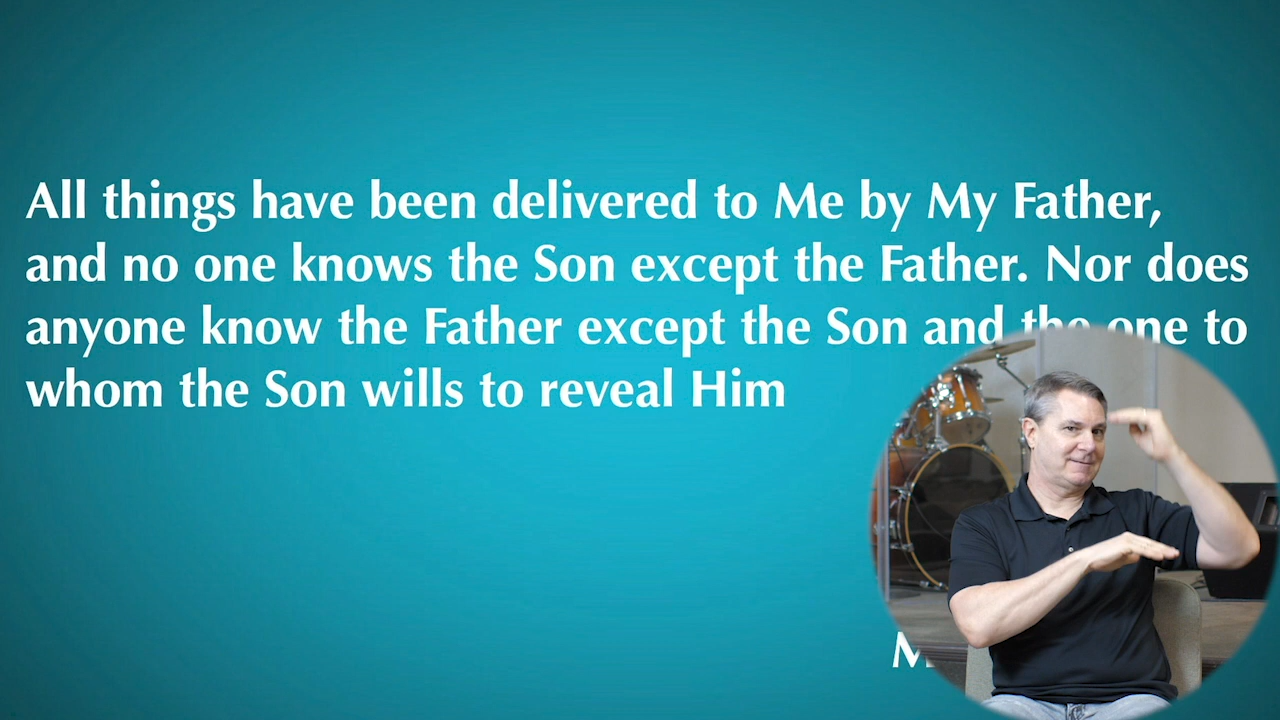 All things have been delivered to Me by My Father,
and no one knows the Son except the Father. Nor does
anyone know the Father except the Son and the one to
whom the Son wills to reveal Him